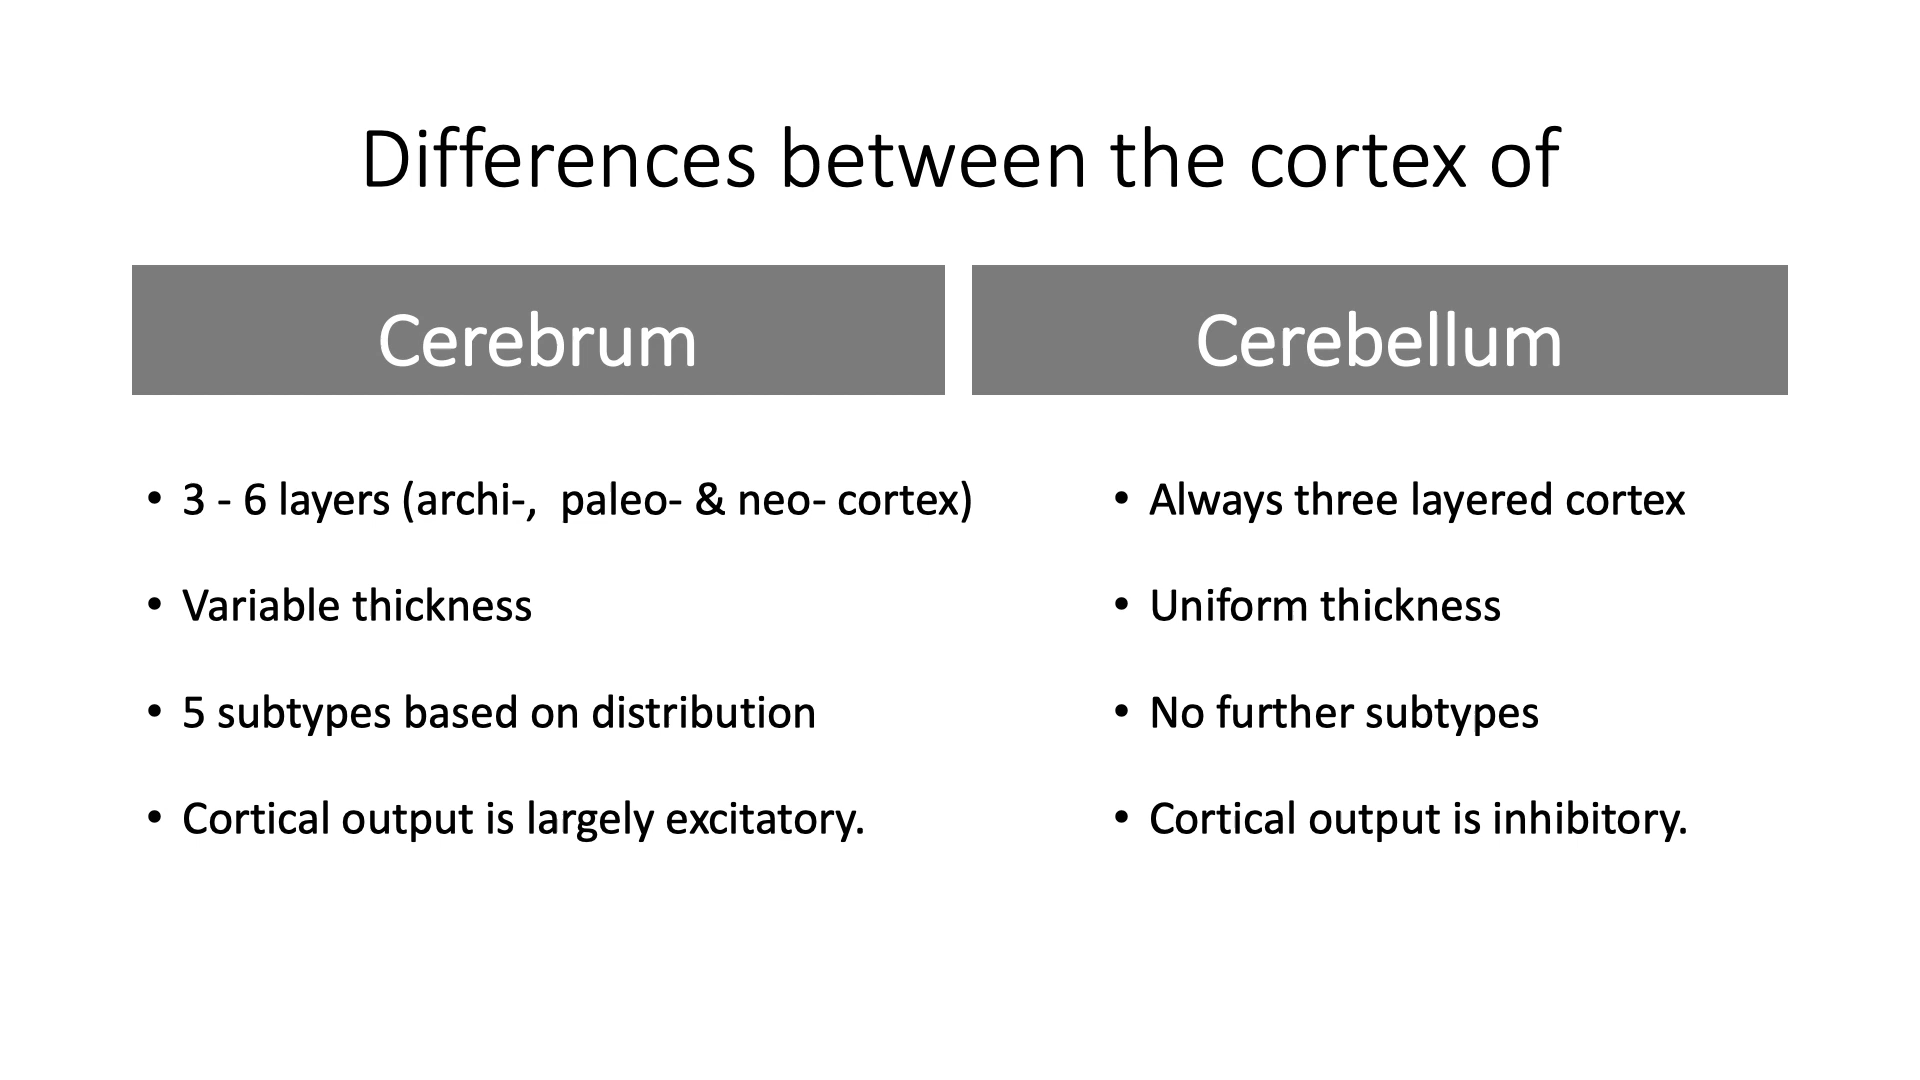 Differences between the cortex of
Cerebrum
• 3 - 6 layers (archi-,  paleo- & neo- cortex)
• Variable thickness
• 5 subtypes based on distribution
• Cortical output is largely excitatory.
Cerebellum
• Always three layered cortex
• Uniform thickness
• No further subtypes
• Cortical output is inhibitory.